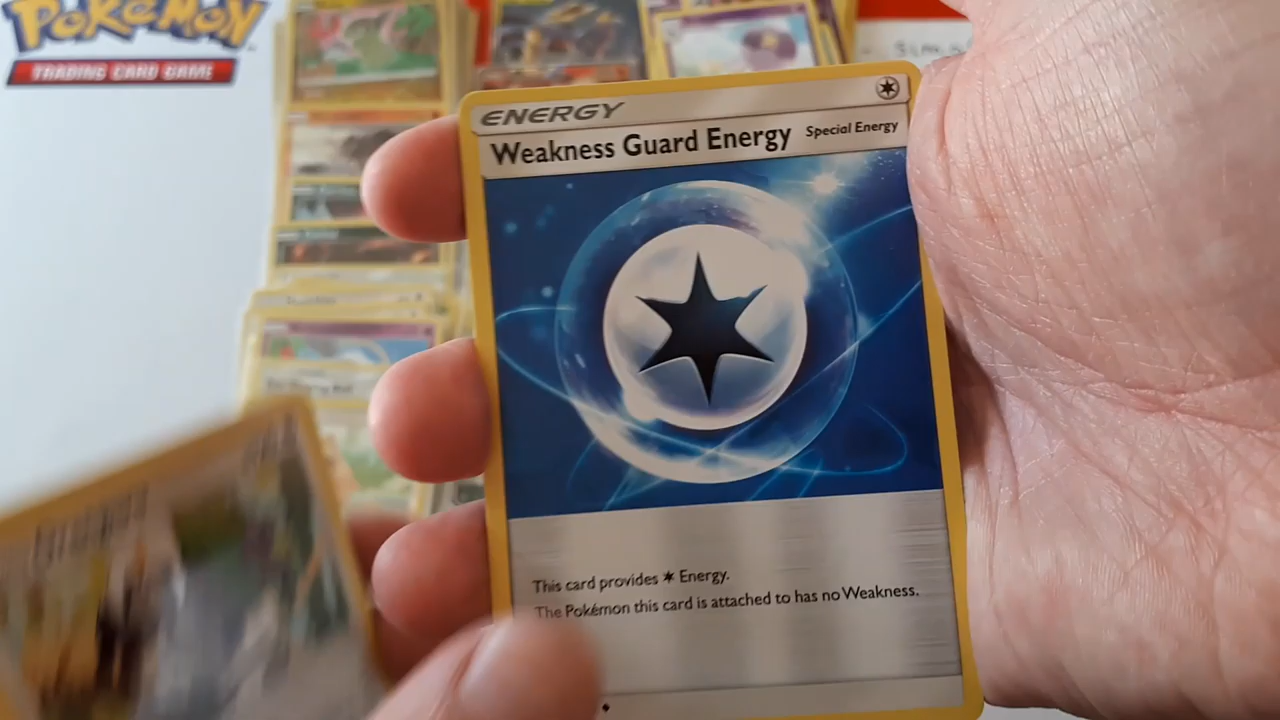 POKéMON
TRADING CARD GAME
ENERGY
Weakness Guard Energy
Special Energy
This card provides Energy.
The Pokémon this card is attached to has no Weakness.